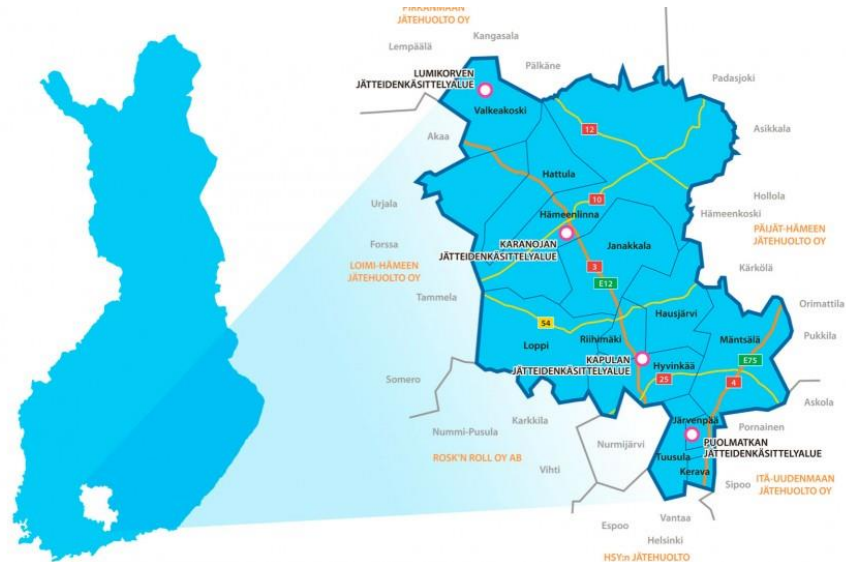 PIRKANMAAN
JÄTEHUOLTO OY
Kangasala
Lempäälä
Pälkäne
LUMIKORVEN
JÄTTEIDENKÄSITTELYALUE
Padasjoki
Valkeakoski
12
Asikkala
Akaa
Hattula
10
Hollola
Urjala
Hämeenlinna
Hämeenkoski
KARANOJAN
JÄTTEIDENKÄSITTELYALUE
PÄIJÄT-HÄMEEN
JÄTEHUOLTO OY
Forssa
Janakkala
LOIMI-HÄMEEN
JÄTEHUOLTO OY
3
Kärkölä
E12
Tammela
Orimattila
Hausjärvi
54
Riihimäki
Mäntsälä
Pukkila
Loppi
KAPULAN
JÄTTEIDENKÄSITTELYALUE
E75
Hyvinkää
25
4
Somero
Askola
Karkkila
Järvenpää
Pornainen
Nummi-Pusula
Nurmijärvi
PUOLMATKAN
JÄTTEIDENKÄSITTELYALUE
ROSK'N ROLL OY AB
Tuusula
Vihti
Kerava
Sipoo
ITÄ-UUDENMAAN
JÄTEHUOLTO OY
Vantaa
Espoo
Helsinki
HSY:n JÄTEHUOLTO